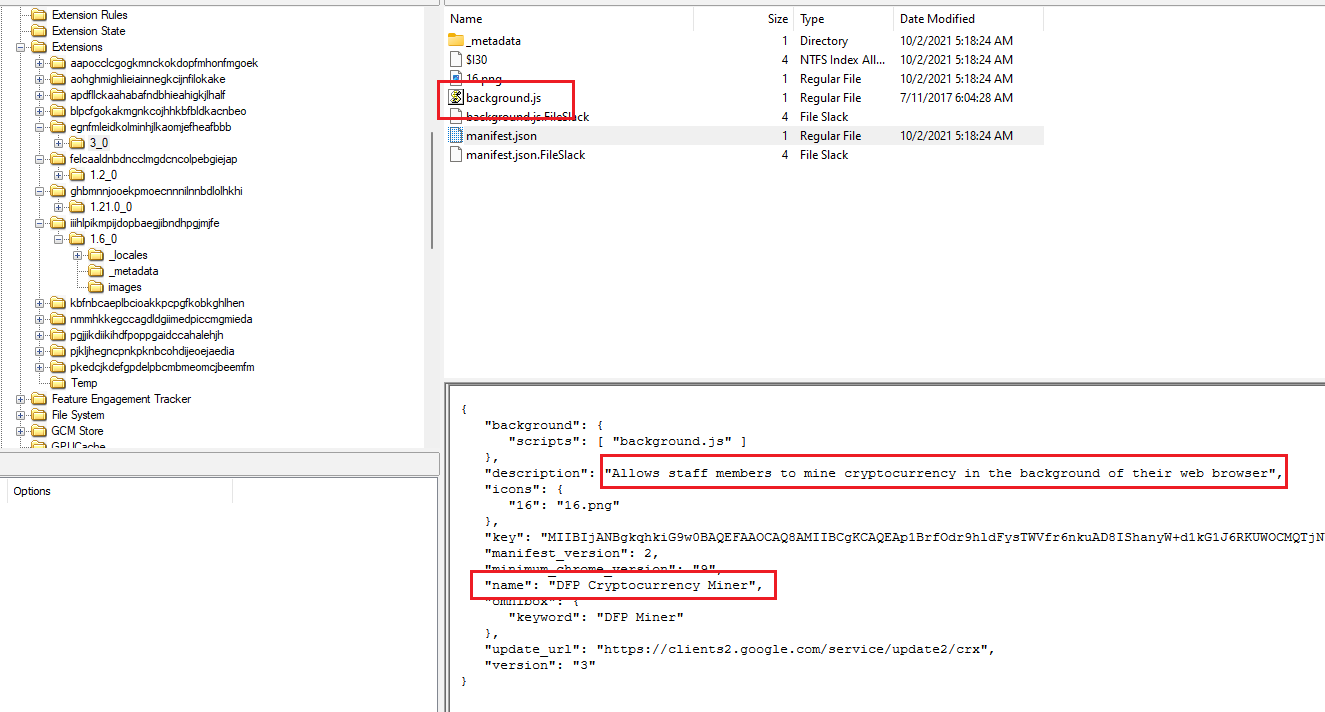 Extension Rules
Extension State
Extensions
aapocclcgogkmnckokdopfmhonfmgoek
aohghmighlieiainnegkcijnfilokake
apdfllckaahabafndbhieahigkjlhalf
blpcfgokakmgnkcojhhkbfbldkacnbeo
egnfmleidkolminhjlkaomjefheafbbb
3_0
felcaaldnbdncclmgdcncolpebgiejap
1.2_0
ghbmnnjooekpmoecnnnilnnbdlolhkhi
1.21.0_0
iiihlpikmpijdopbaegjibndhpgjmjfe
1.6_0
_locales
_metadata
images
kbfnbcaeplbcioakkpcpgfkobkghlhen
nmmhkkegccagdldgiimedpiccmgmieda
pgjjikdiikihdfpoppgaidccahalehjh
pjkljhegncpnkpknbcohdijeoejaedia
pkedcjkdefgpdelpbcmbmeomcjbeemfm
Temp
Feature Engagement Tracker
File System
GCM Store
GPUCache
Options
Name Size Type Date Modified
_metadata 1 Directory 10/2/2021 5:18:24 AM
$I30 4 NTFS Index All... 10/2/2021 5:18:24 AM
16.png 1 Regular File 10/2/2021 5:18:24 AM
background.js 1 Regular File 7/11/2017 6:04:28 AM
background.js.FileSlack 4 File Slack
manifest.json 1 Regular File 10/2/2021 5:18:24 AM
manifest.json.FileSlack 4 File Slack
{
"background": {
"scripts": [ "background.js" ]
},
"description": "Allows staff members to mine cryptocurrency in the background of their web browser",
"icons": {
"16": "16.png"
},
"key": "MIIBIjANBgkqhkiG9w0BAQEFAAOCAQ8AMIIBCgKCAQEAp1BrfOdr9hldFysTWVfr6nkuAD8IShanyW+d1kG1J6RKUWOCMQTjN
"manifest_version": 2,
"minimum_chrome_version": "9",
"name": "DFP Cryptocurrency Miner",
"omnibox": {
"keyword": "DFP Miner"
},
"update_url": "https://clients2.google.com/service/update2/crx",
"version": "3"
}